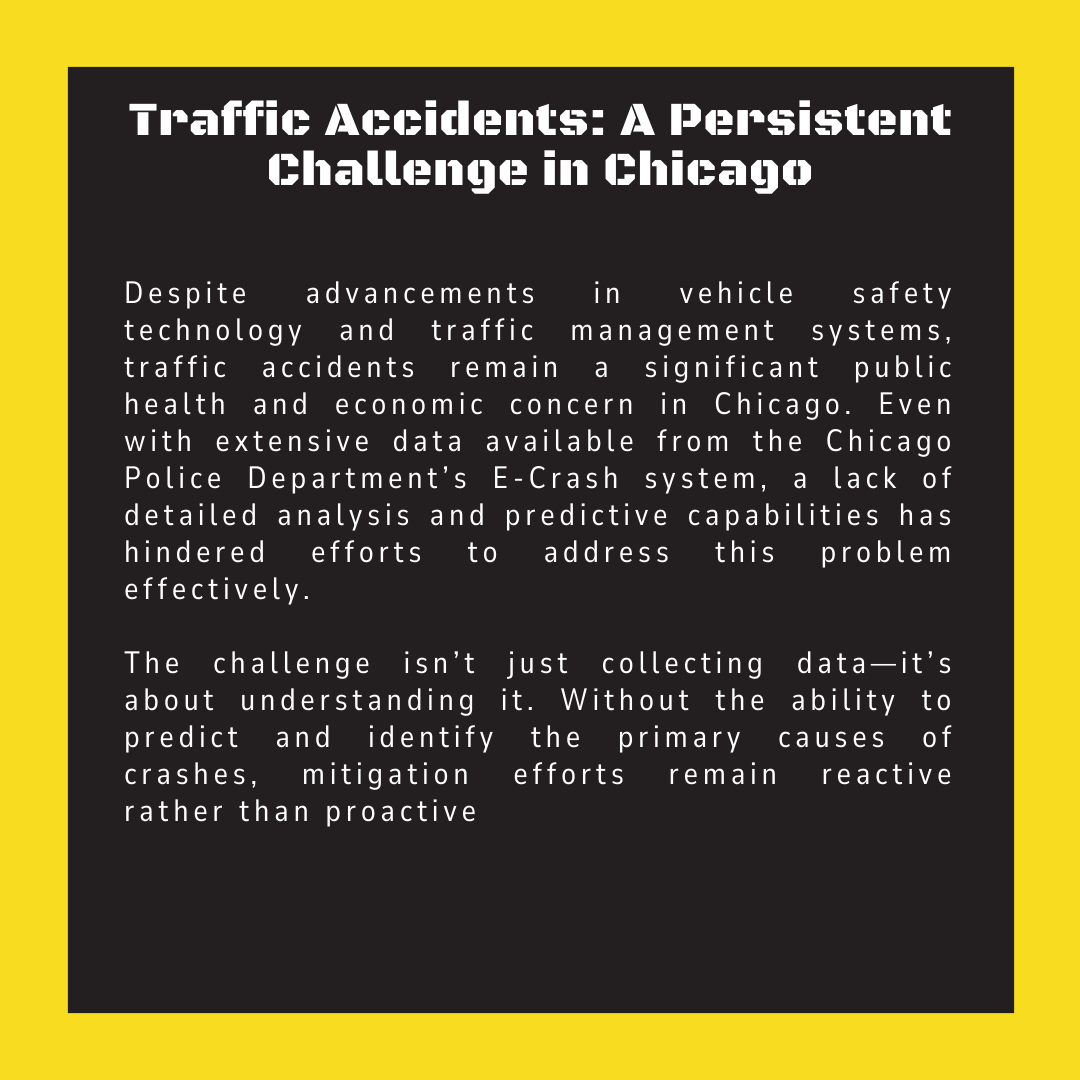 Traffic Accidents: A Persistent
Challenge in Chicago
Despite advancements in vehicle safety
technology and traffic management systems,
traffic accidents remain a significant public
health and economic concern in Chicago. Even
with extensive data available from the Chicago
Police Department’s E-Crash system, a lack of
detailed analysis and predictive capabilities has
hindered efforts to address this problem
effectively.
The challenge isn’t just collecting data—it’s
about understanding it. Without the ability to
predict and identify the primary causes of
crashes, mitigation efforts remain reactive
rather than proactive